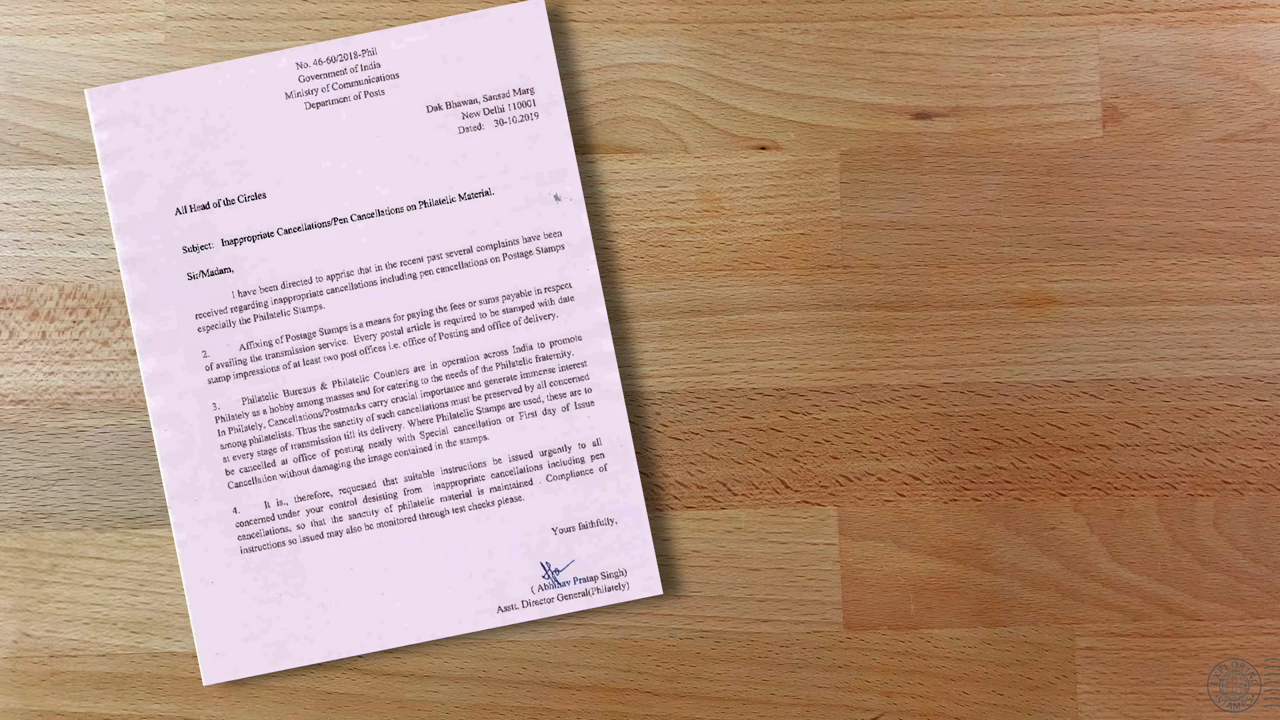 No. 46-60/2018-Phil
Government of India
Ministry of Communications
Department of Posts
Dak Bhawan, Sansad Marg
New Delhi 110001
Dated: 30-10.2019
All Head of the Circles
Subject: Inappropriate Cancellations/Pen Cancellations on Philatelic Material.
Sir/Madam,
I have been directed to apprise that in the recent past several complaints have been
received regarding inappropriate cancellations including pen cancellations on Postage Stamps
especially the Philatelic Stamps.
2. Affixing of Postage Stamps is a means for paying the fees or sums payable in respect
of availing the transmission service. Every postal article is required to be stamped with date
stamp impressions of at least two post offices i.e. office of Posting and office of delivery.
3. Philatelic Bureaus & Philatelic Counters are in operation across India to promote
Philately as a hobby among masses and for catering to the needs of the Philatelic fraternity.
In Philately, Cancellations/Postmarks carry crucial importance and generate immense interest
among philatelists. Thus the sanctity of such cancellations must be preserved by all concerned
at every stage of transmission till its delivery. Where Philatelic Stamps are used, these are to
be cancelled at office of posting neatly with Special cancellation or First day of Issue
Cancellation without damaging the image contained in the stamps.
4. It is, therefore, requested that suitable instructions be issued urgently to all
concerned under your control desisting from inappropriate cancellations including pen
cancellations, so that the sanctity of philatelic material is maintained . Compliance of
instructions so issued may also be monitored through test checks please.
Yours faithfully,
( Abhinav Pratap Singh)
Asstt. Director General(Philately)
EXPLORING
STAMPS